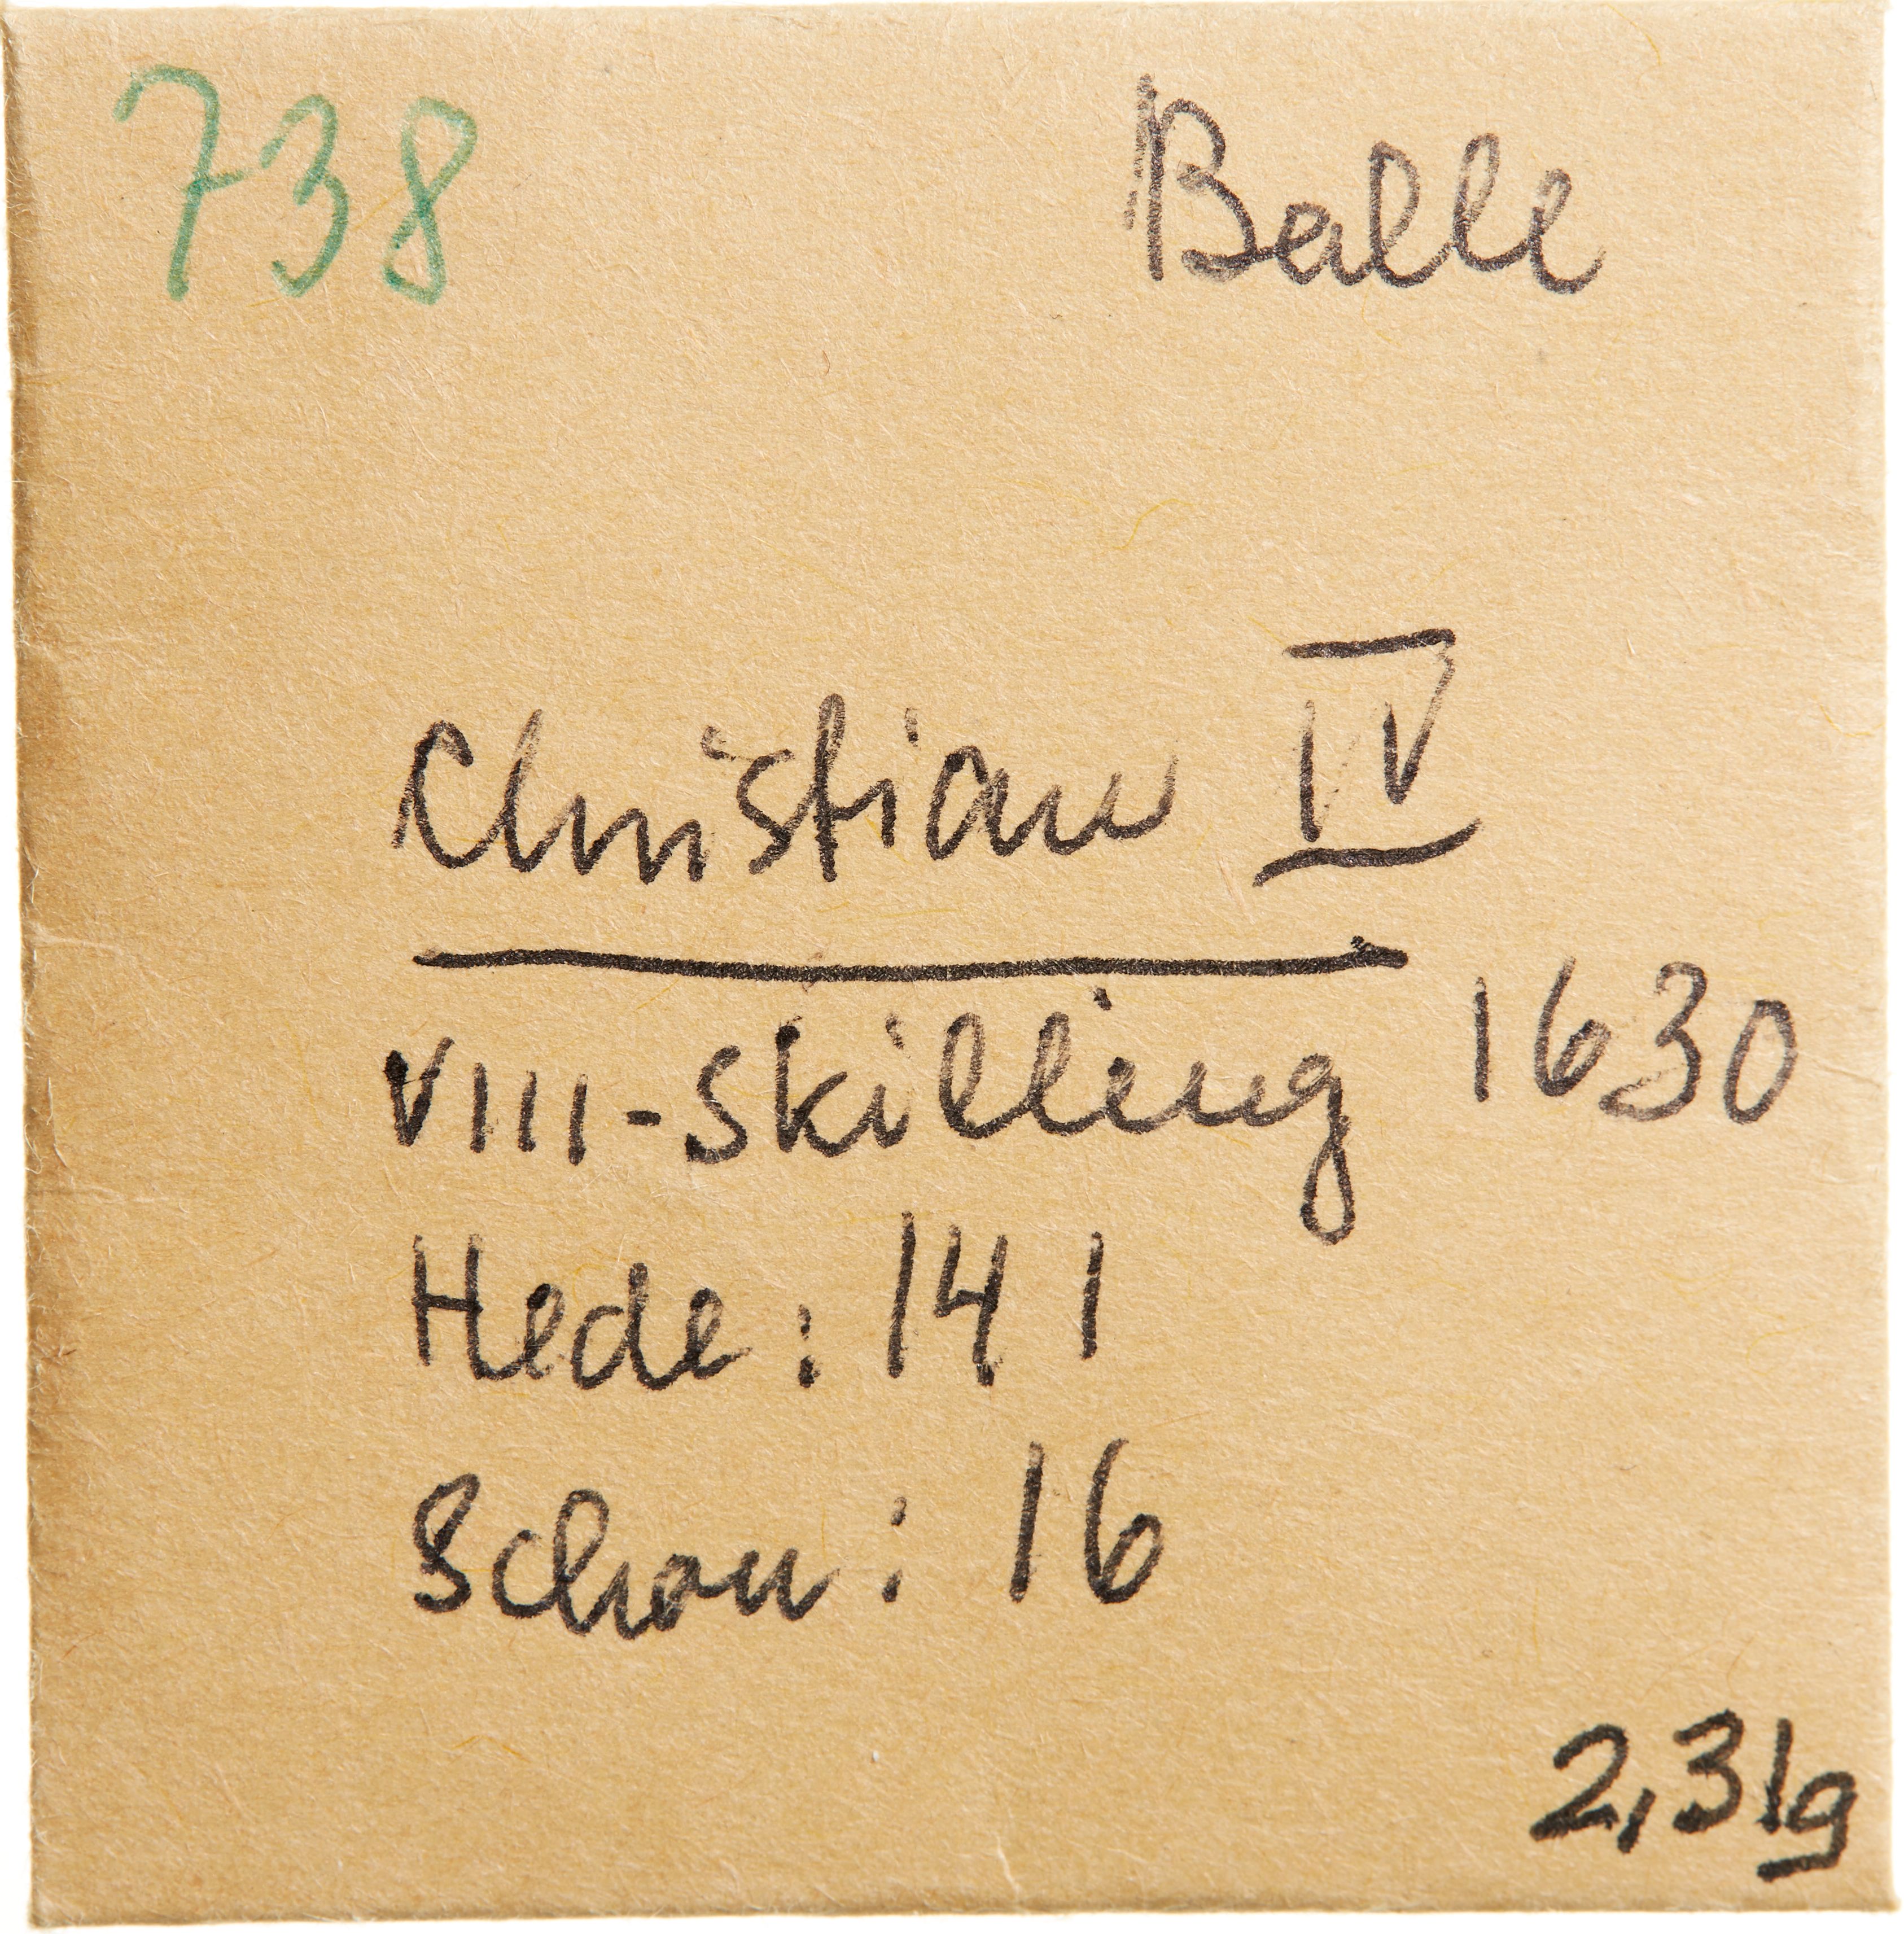 738
Balle
Christian IV
VIII-Skilling 1630
Hede: 141
Schou: 16
2,31g